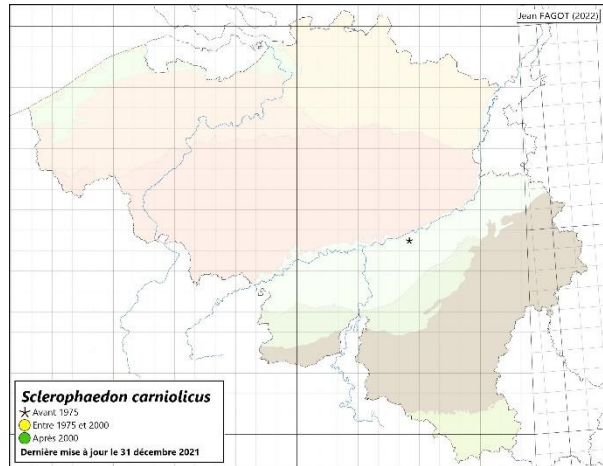 Jean FAGOT (2022)
Sclerophaedon carniolicus
Avant 1975
Entre 1975 et 2000
Après 2000
Dernière mise à jour le 31 décembre 2021